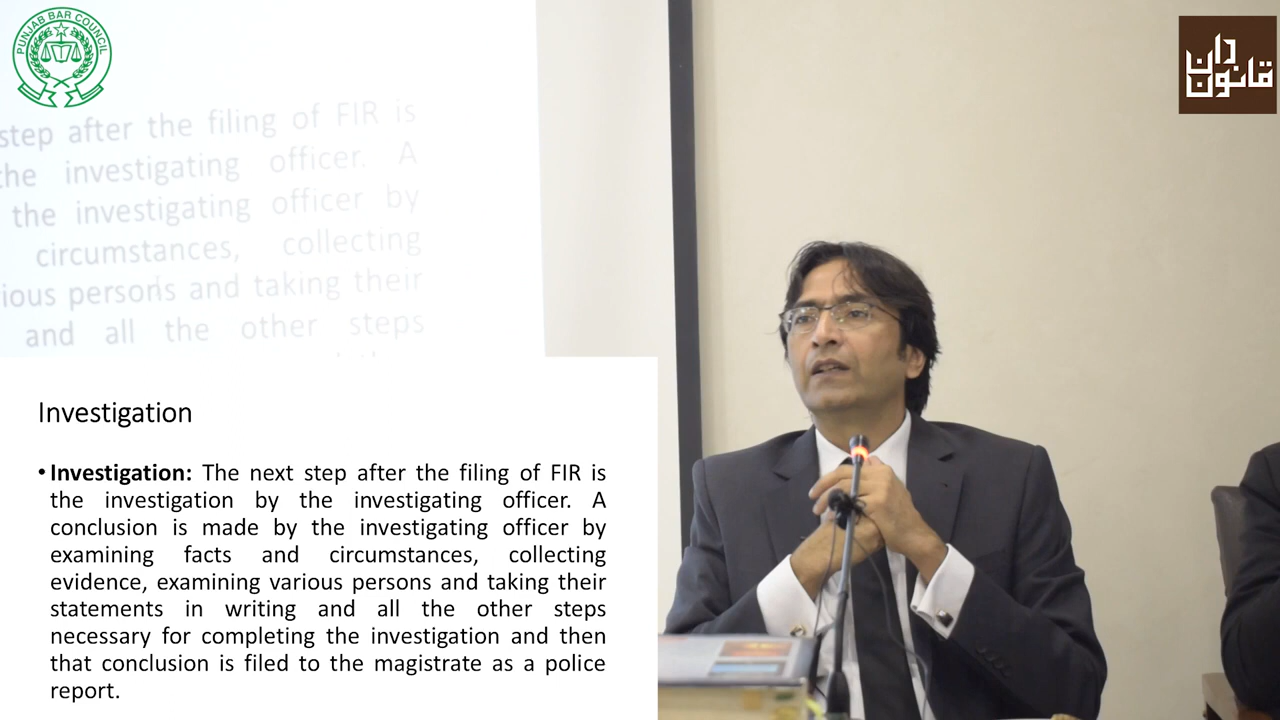 PUNJAB BAR COUNCIL
قانون دان
step after the filing of FIR is
the investigating officer. A
the investigating officer by
circumstances, collecting
ious persons and taking their
and all the other steps
Investigation
• Investigation: The next step after the filing of FIR is
the investigation by the investigating officer. A
conclusion is made by the investigating officer by
examining facts and circumstances, collecting
evidence, examining various persons and taking their
statements in writing and all the other steps
necessary for completing the investigation and then
that conclusion is filed to the magistrate as a police
report.